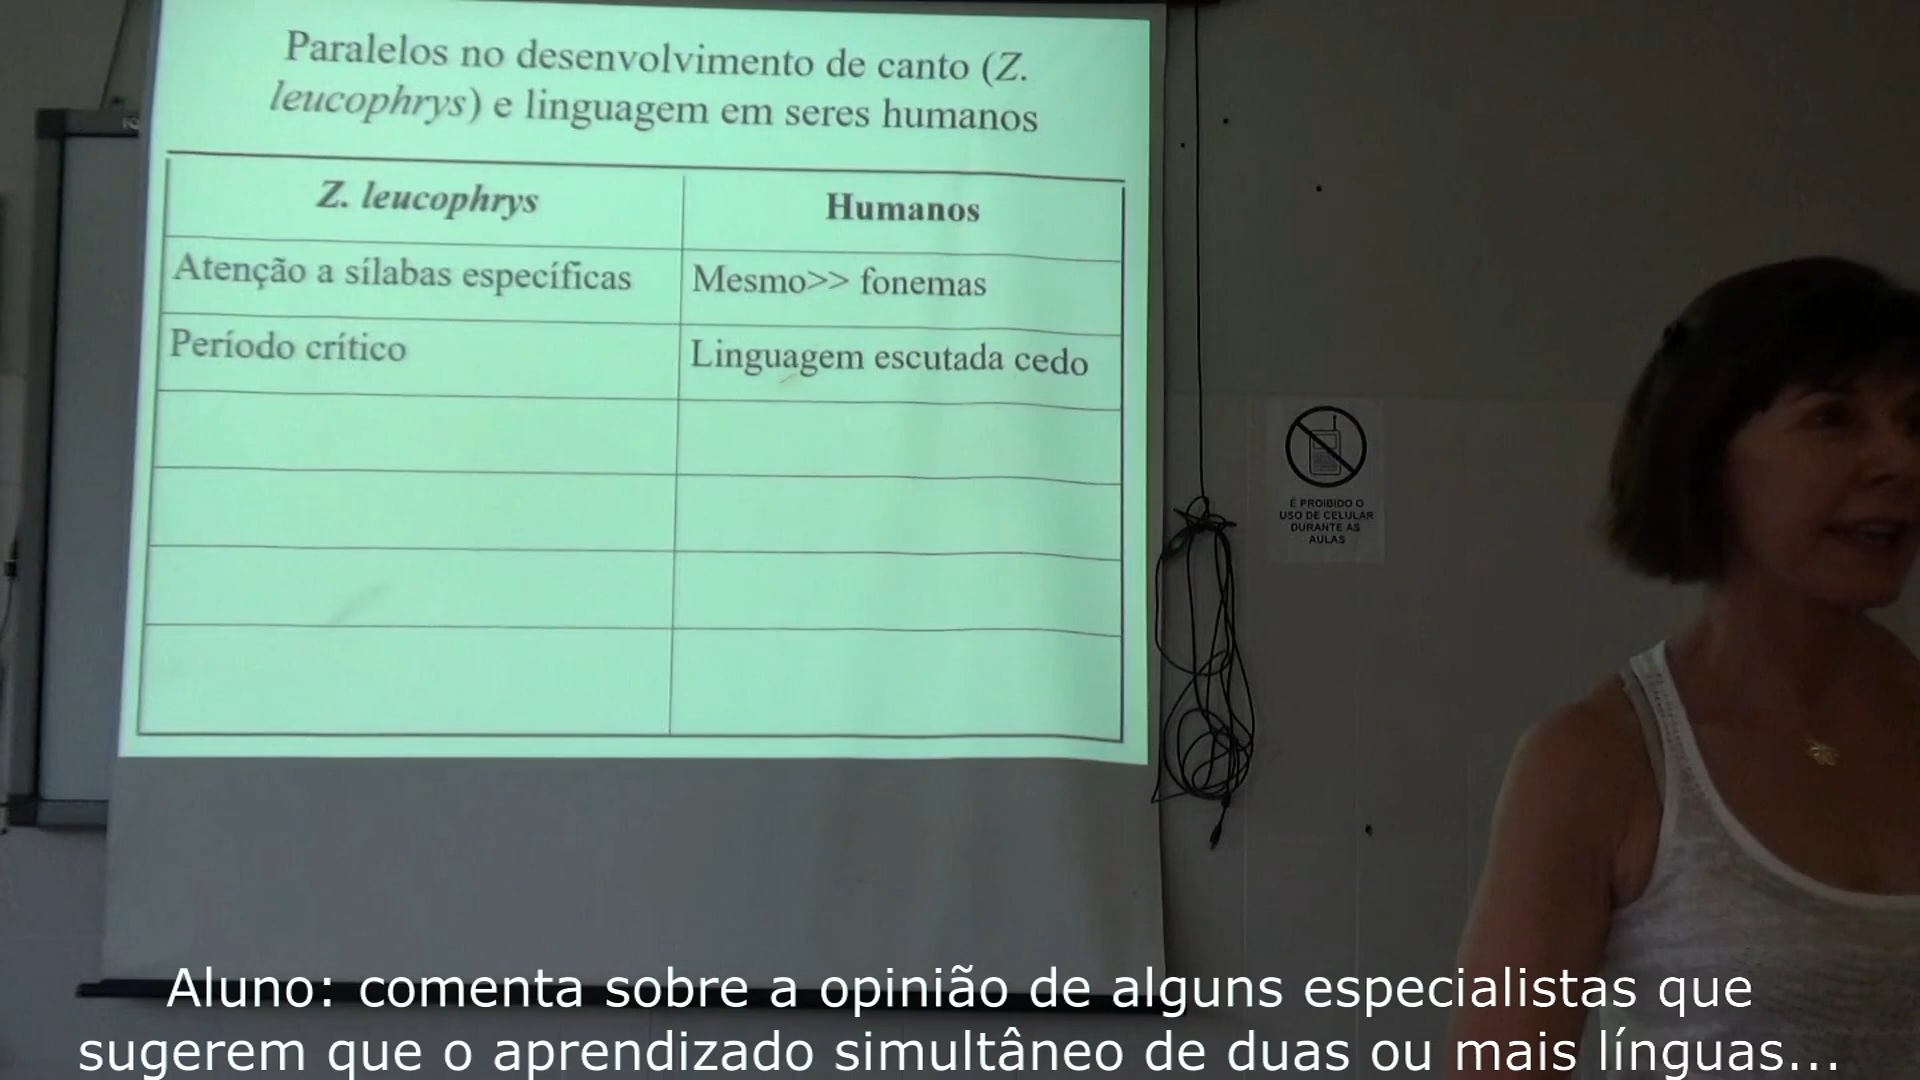 Paralelos no desenvolvimento de canto (Z.
leucophrys) e linguagem em seres humanos
Z. leucophrys
Humanos
Atenção a sílabas específicas
Mesmo>> fonemas
Período crítico
Linguagem escutada cedo
É PROIBIDO O
USO DE CELULAR
DURANTE AS
AULAS
Aluno: comenta sobre a opinião de alguns especialistas que
sugerem que o aprendizado simultâneo de duas ou mais línguas...